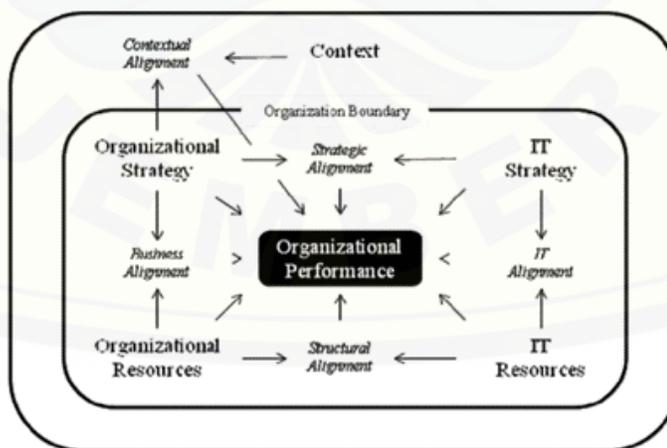 Contextual
Alignment
Context
Organization Boundary
Organizational
Strategy
Strategic
Alignment
IT
Strategy
Business
Alignment
Organizational
Performance
IT
Alignment
Organizational
Resources
Structural
Alignment
IT
Resources